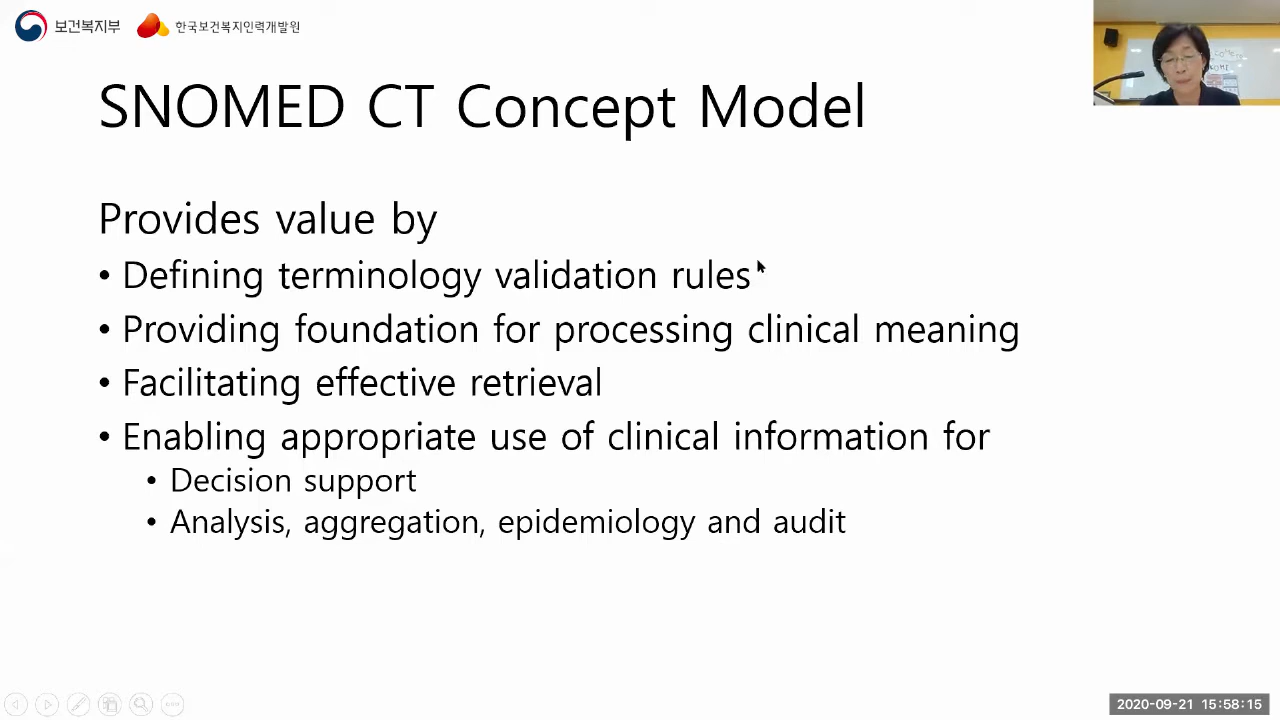 보건복지부 한국보건복지인력개발원
SNOMED CT Concept Model
Provides value by
• Defining terminology validation rules
• Providing foundation for processing clinical meaning
• Facilitating effective retrieval
• Enabling appropriate use of clinical information for
• Decision support
• Analysis, aggregation, epidemiology and audit
2020-09-21 15:58:15